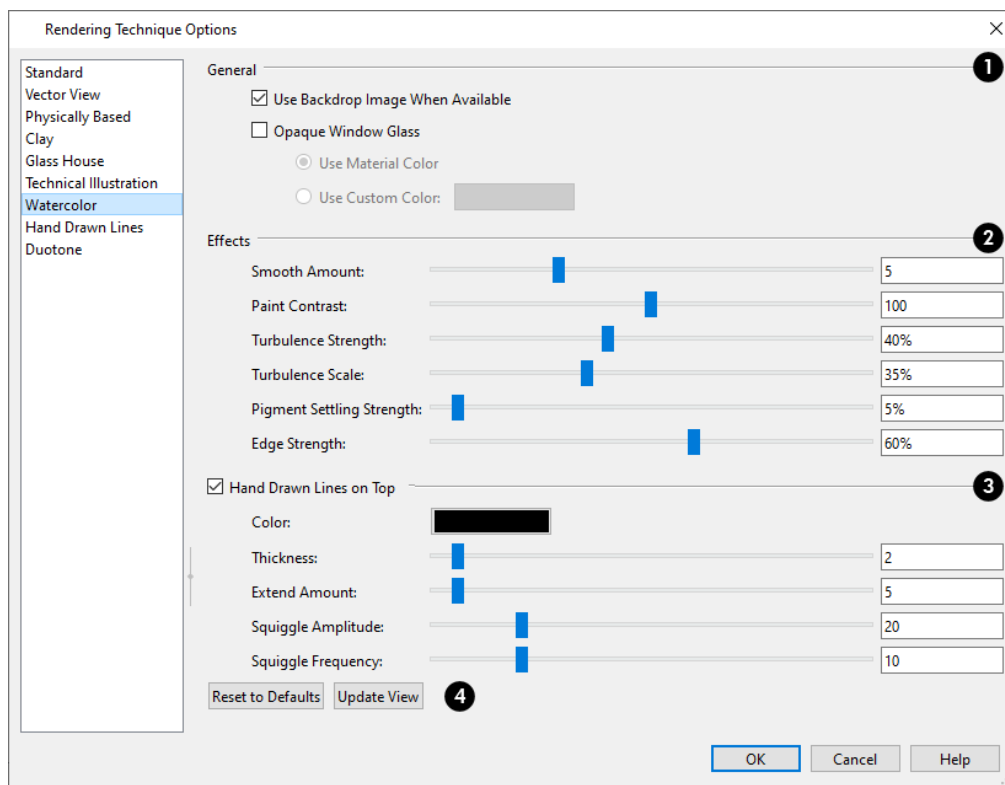 Rendering Technique Options
Standard
Vector View
Physically Based
Clay
Glass House
Technical Illustration
Watercolor
Hand Drawn Lines
Duotone
General 1
Use Backdrop Image When Available
Opaque Window Glass
Use Material Color
Use Custom Color:
Effects 2
Smooth Amount: 5
Paint Contrast: 100
Turbulence Strength: 40%
Turbulence Scale: 35%
Pigment Settling Strength: 5%
Edge Strength: 60%
Hand Drawn Lines on Top 3
Color:
Thickness: 2
Extend Amount: 5
Squiggle Amplitude: 20
Squiggle Frequency: 10
Reset to Defaults Update View 4
OK Cancel Help